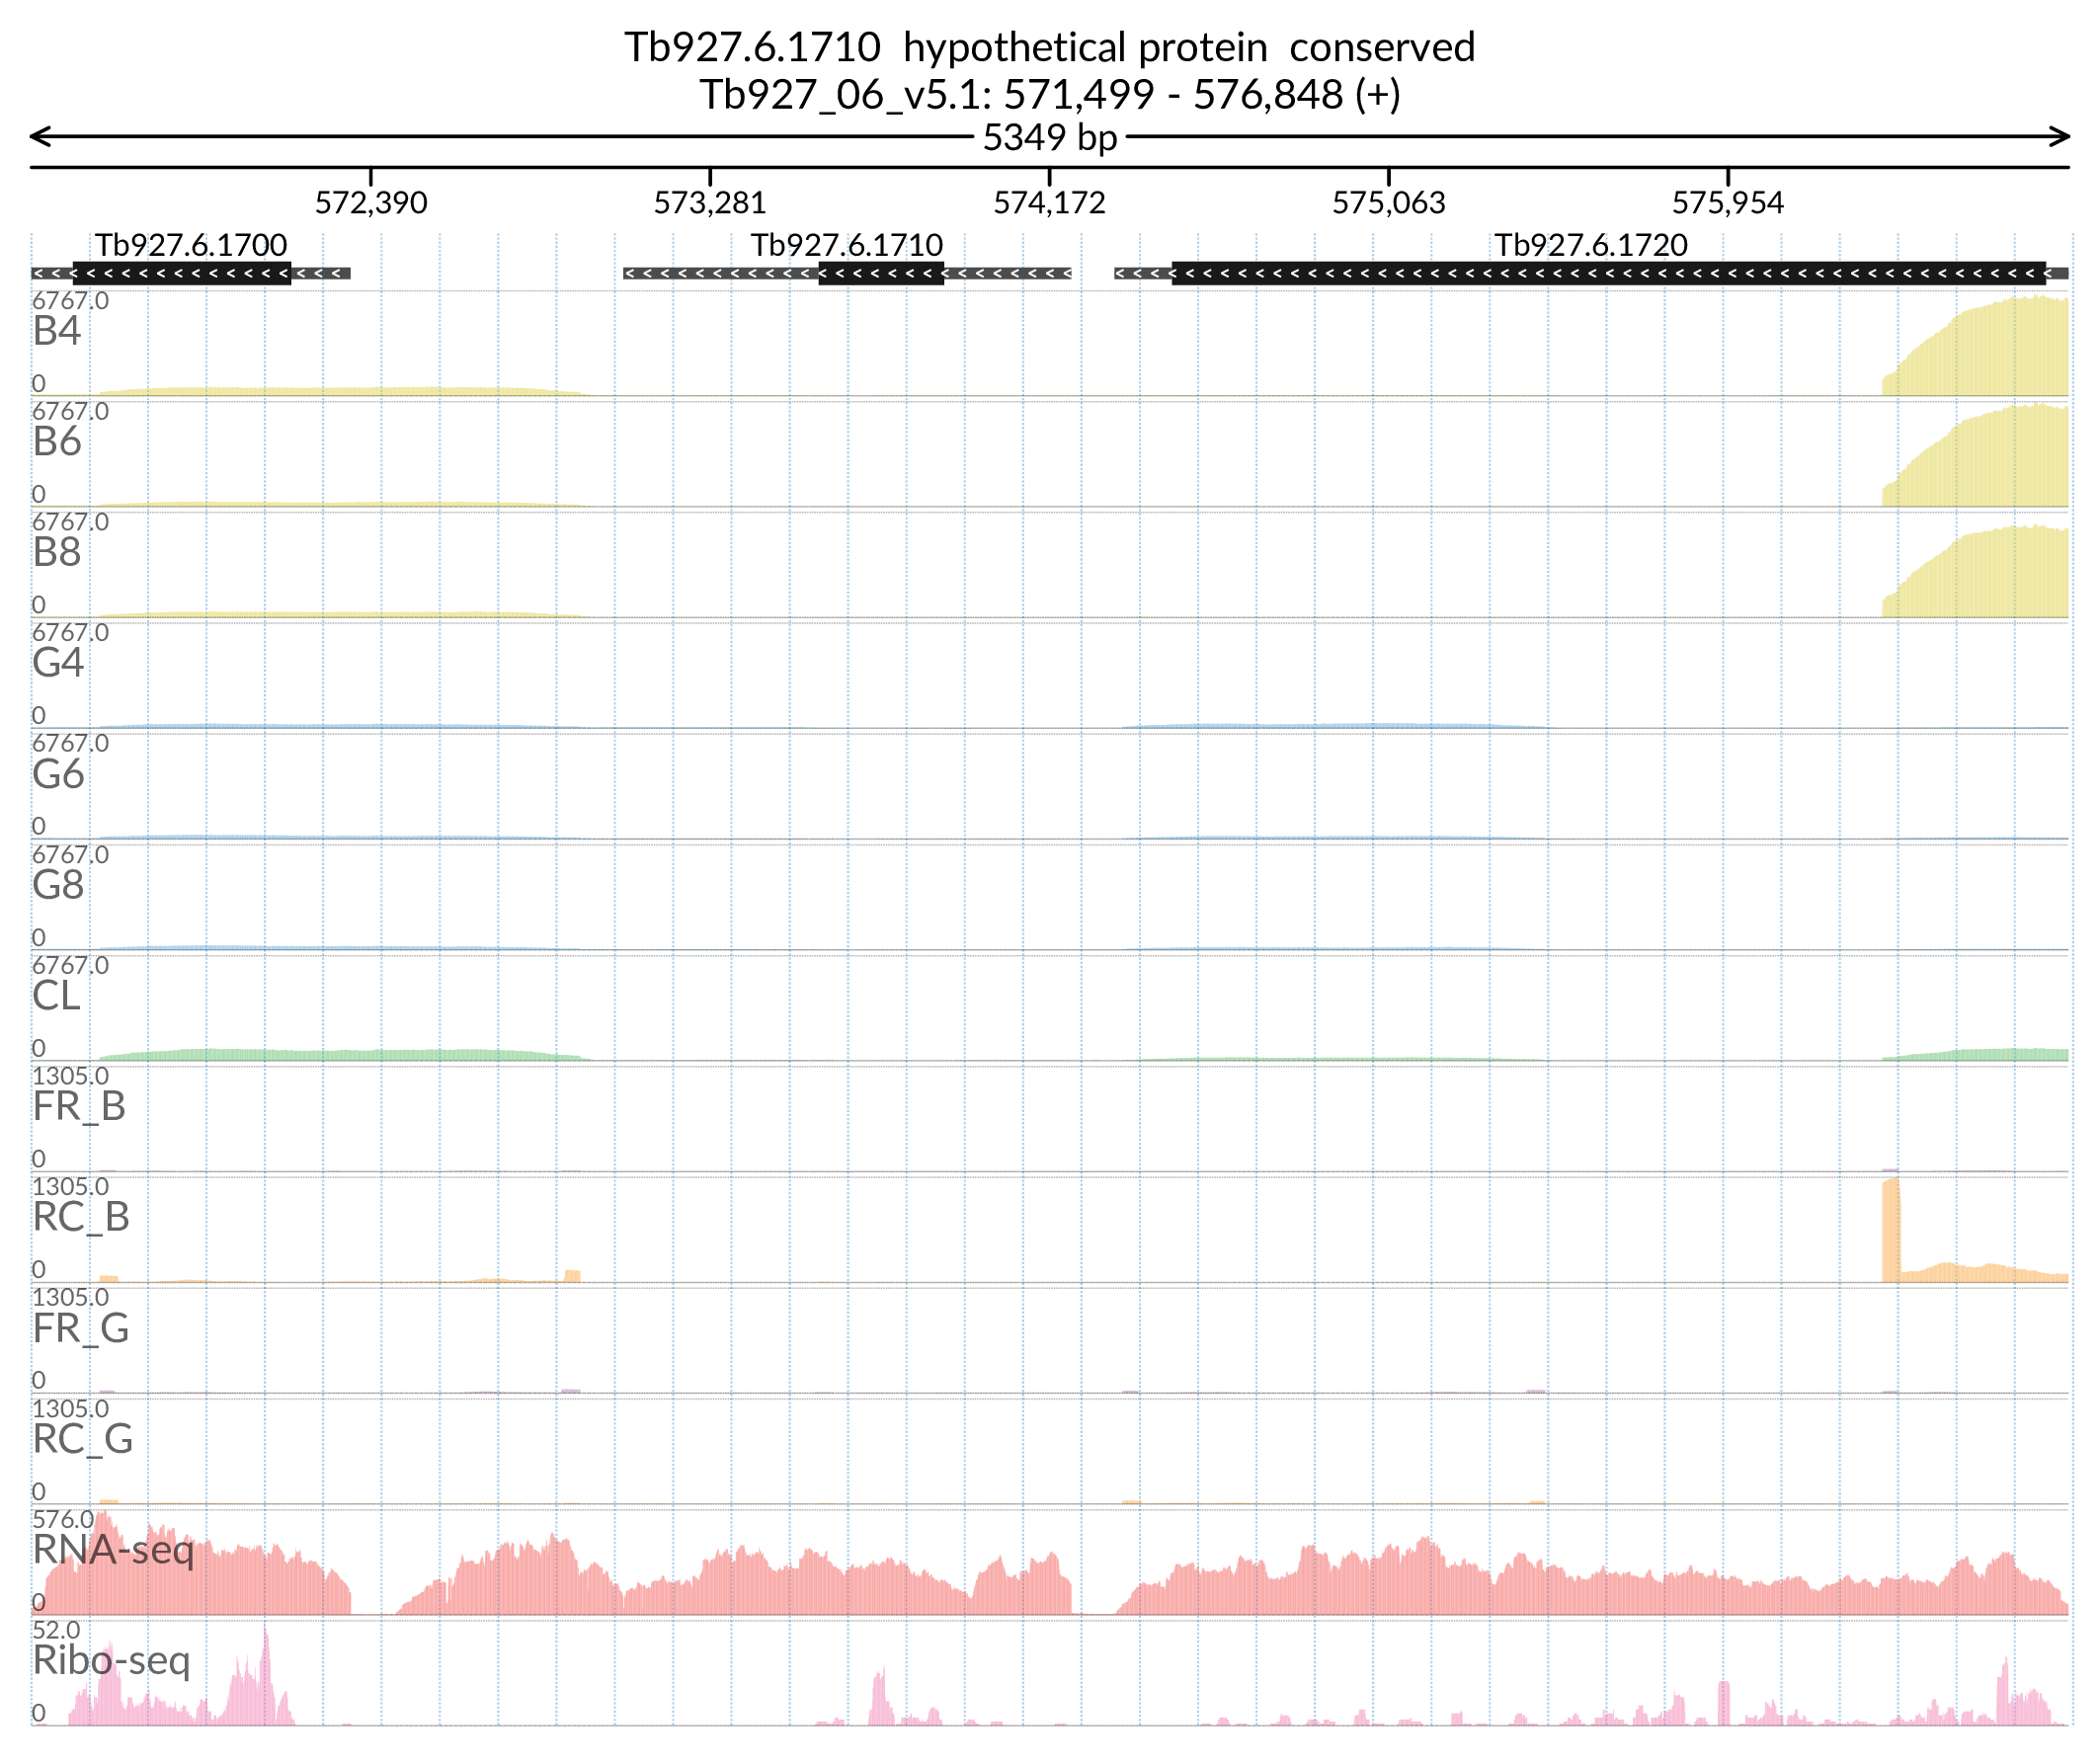 Tb927.6.1710  hypothetical protein  conserved
Tb927_06_v5.1: 571,499 - 576,848 (+)
5349 bp
572,390 573,281 574,172 575,063 575,954
Tb927.6.1700 Tb927.6.1710 Tb927.6.1720
6767.0
B4
0
6767.0
B6
0
6767.0
B8
0
6767.0
G4
0
6767.0
G6
0
6767.0
G8
0
6767.0
CL
0
1305.0
FR_B
0
1305.0
RC_B
0
1305.0
FR_G
0
1305.0
RC_G
0
576.0
RNA-seq
0
52.0
Ribo-seq
0